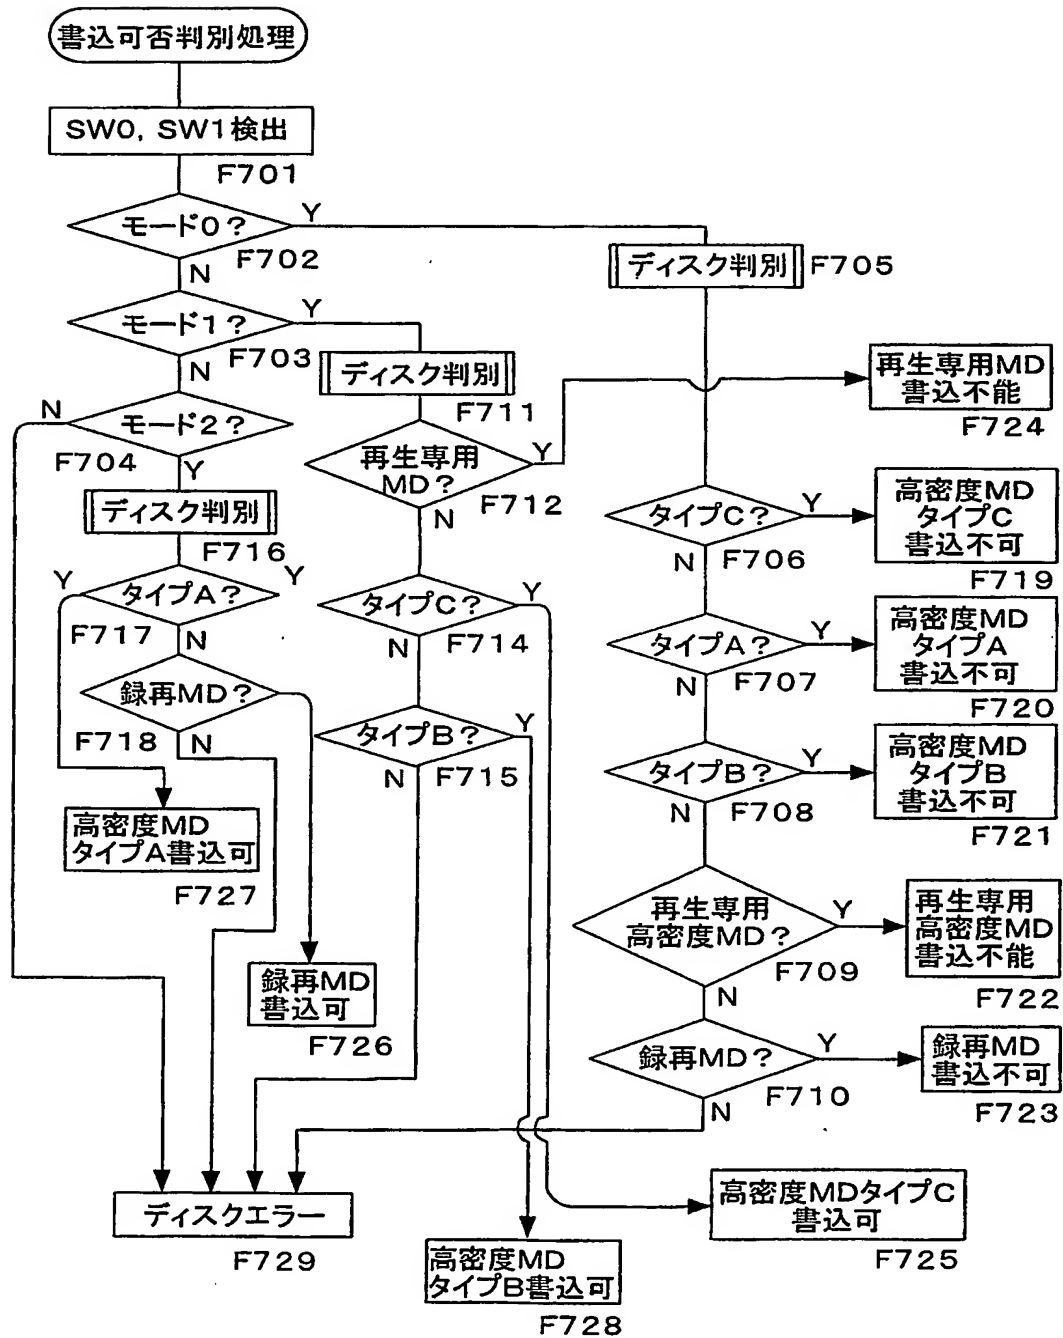 書込可否判別処理
SW0, SW1検出
F701
モード0?
Y
F702
N
ディスク判別
F705
モード1?
Y
F703
N
ディスク判別
F711
再生専用MD
書込不能
F724
N
モード2?
F704
Y
再生専用
MD?
Y
F712
N
ディスク判別
F716
タイプC?
Y
F706
N
高密度MD
タイプC
書込不可
F719
Y
タイプA?
Y
F717
N
タイプC?
Y
F714
N
タイプA?
Y
F707
N
高密度MD
タイプA
書込不可
F720
録再MD?
F718
N
タイプB?
Y
F715
N
タイプB?
Y
F708
N
高密度MD
タイプB
書込不可
F721
高密度MD
タイプA書込可
F727
再生専用
高密度MD?
Y
F709
N
再生専用
高密度MD
書込不能
F722
録再MD
書込可
F726
録再MD?
Y
F710
N
録再MD
書込不可
F723
ディスクエラー
F729
高密度MDタイプC
書込可
F725
高密度MD
タイプB書込可
F728